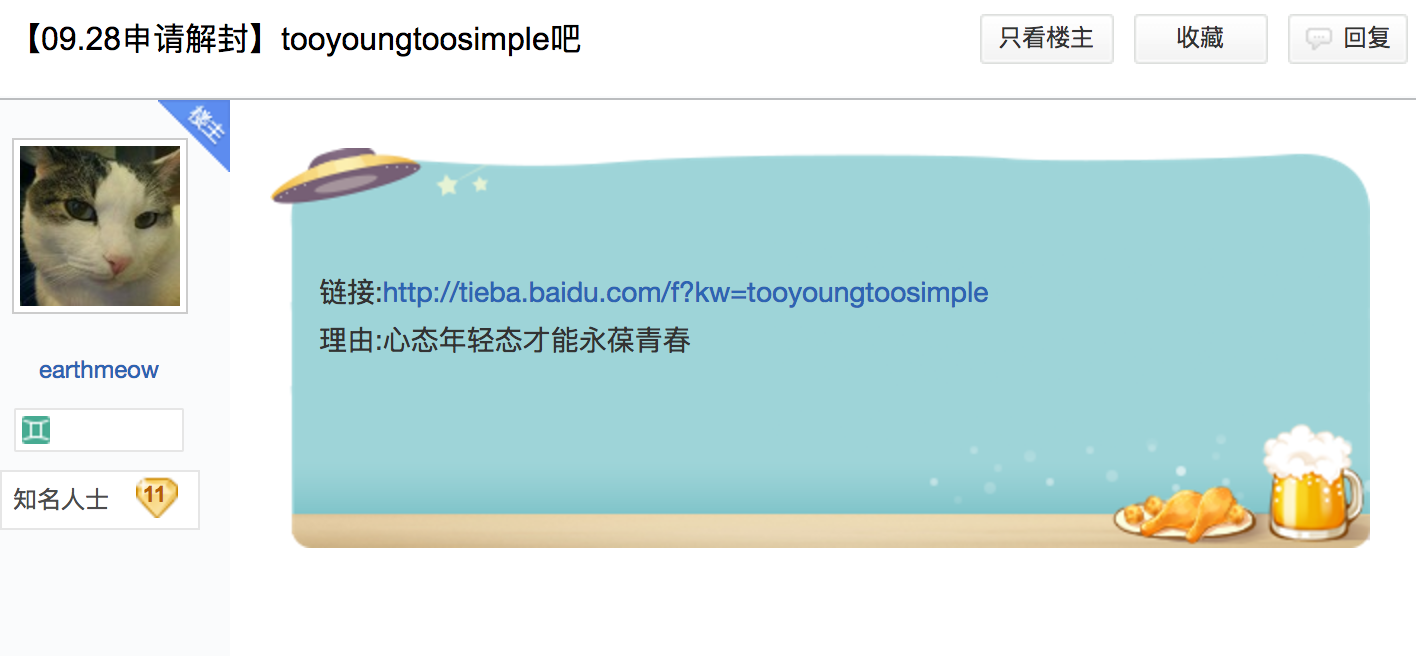 【09.28申请解封】tooyoungtoosimple吧
只看楼主
收藏
回复
楼主
链接:http://tieba.baidu.com/f?kw=tooyoungtoosimple
理由:心态年轻态才能永葆青春
earthmeow
知名人士 11